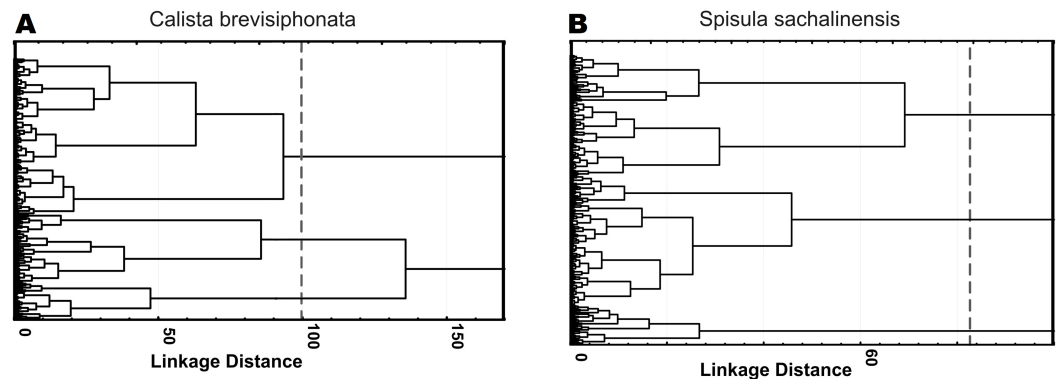 A
Calista brevisiphonata
0
50
100
150
Linkage Distance
B
Spisula sachalinensis
0
60
Linkage Distance